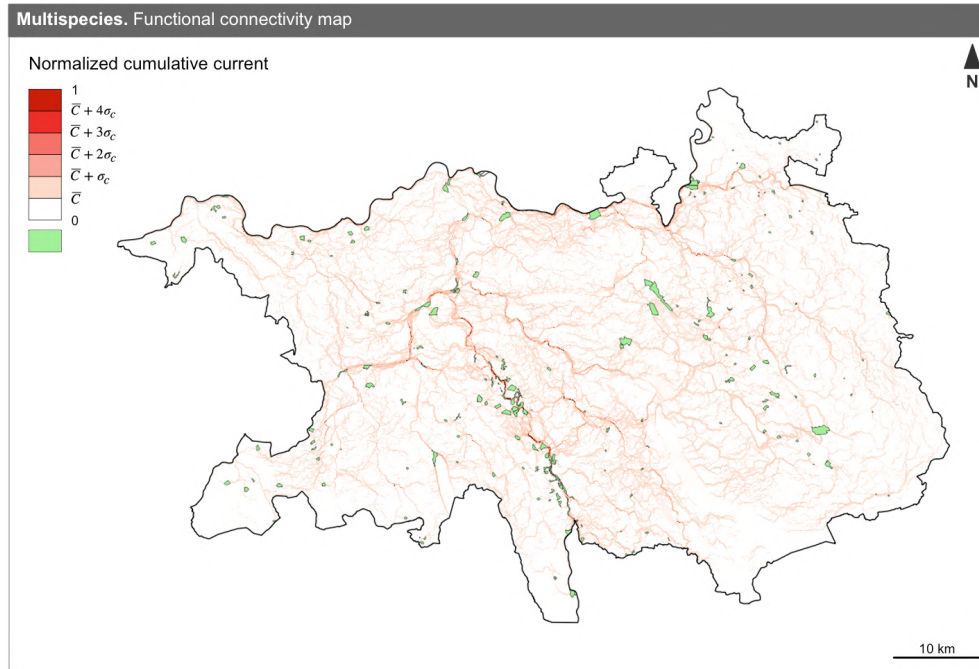 Multispecies. Functional connectivity map
Normalized cumulative current
1
C̅ + 4σc
C̅ + 3σc
C̅ + 2σc
C̅ + σc
C̅
0
N
10 km